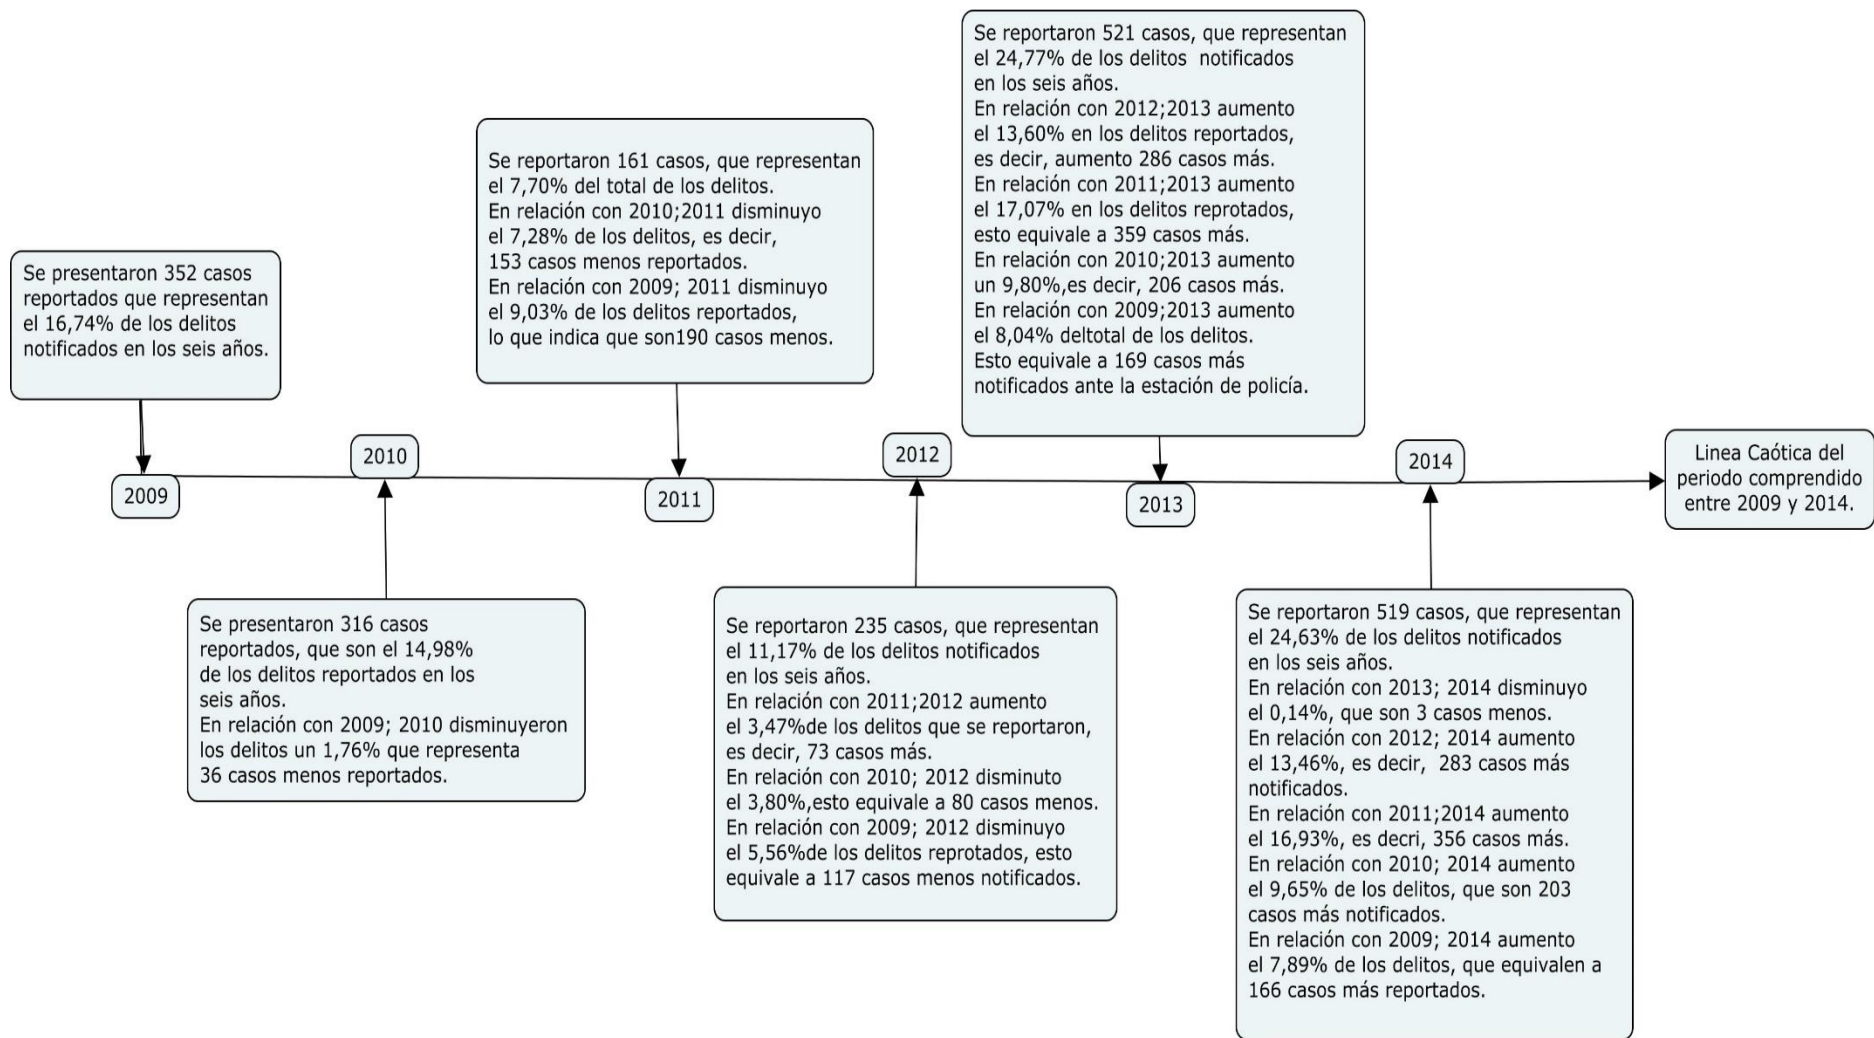 Se presentaron 352 casos
reportados que representan
el 16,74% de los delitos
notificados en los seis años.
2009
2010
Se presentaron 316 casos
reportados, que son el 14,98%
de los delitos reportados en los
seis años.
En relación con 2009; 2010 disminuyeron
los delitos un 1,76% que representa
36 casos menos reportados.
Se reportaron 161 casos, que representan
el 7,70% del total de los delitos.
En relación con 2010;2011 disminuyo
el 7,28% de los delitos, es decir,
153 casos menos reportado.
En relación con 2009; 2011 disminuyo
el 9,03% de los delitos reportados,
lo que indica que son190 casos menos.
2011
2012
Se reportaron 235 casos, que representan
el 11,17% de los delitos notificados
en los seis años.
En relación con 2011;2012 aumento
el 3,47%de los delitos que se reportaron,
es decir, 73 casos más.
En relación con 2010; 2012 disminuto
el 3,80%,esto equivale a 80 casos menos.
En relación con 2009; 2012 disminuyo
el 5,56%de los delitos reprotados, esto
equivale a 117 casos menos notificados.
Se reportaron 521 casos, que representan
el 24,77% de los delitos notificados
en los seis años.
En relación con 2012;2013 aumento
el 13,60% en los delitos reportados,
es decir, aumento 286 casos más.
En relación con 2011;2013 aumento
el 17,07% en los delitos reprotados,
esto equivale a 359 casos más.
En relación con 2010;2013 aumento
un 9,80%,es decir, 206 casos más.
En relación con 2009;2013 aumento
el 8,04% deltotal de los delitos.
Esto equivale a 169 casos más
notificados ante la estación de policía.
2013
2014
Se reportaron 519 casos, que representan
el 24,63% de los delitos notificados
en los seis años.
En relación con 2013; 2014 disminuyo
el 0,14%, que son 3 casos menos.
En relación con 2012; 2014 aumento
el 13,46%, es decir, 283 casos más
notificados.
En relación con 2011;2014 aumento
el 16,93%, es decri, 356 casos más.
En relación con 2010; 2014 aumento
el 9,65% de los delitos, que son 203
casos más notificados.
En relación con 2009; 2014 aumento
el 7,89% de los delitos, que equivalen a
166 casos más reportados.
Linea Caótica del
periodo comprendido
entre 2009 y 2014.